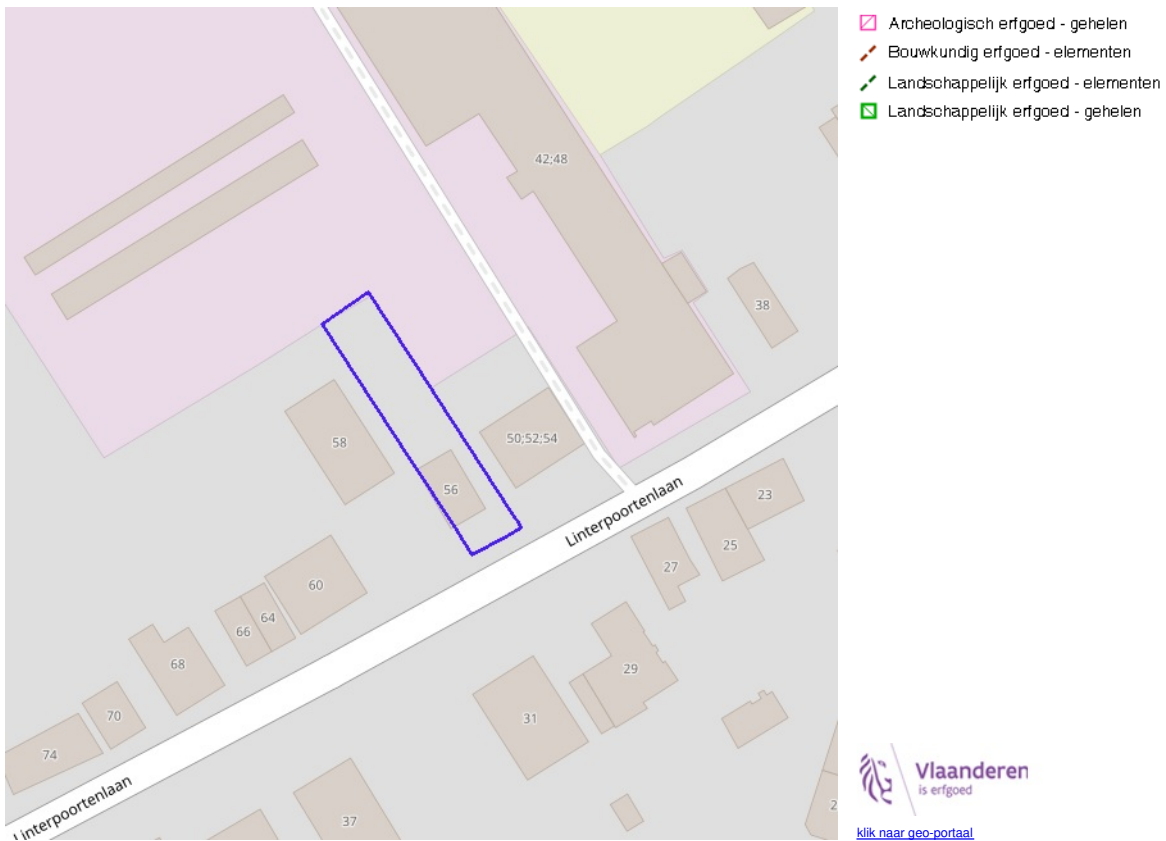 Archeologisch erfgoed - gehelen
Bouwkundig erfgoed - elementen
Landschappelijk erfgoed - elementen
Landschappelijk erfgoed - gehelen
42;48
38
58
50;52;54
56
23
Linterpoortenlaan
25
27
60
64
66
68
29
70
31
74
Linterpoortenlaan
37
2
Vlaanderen
is erfgoed
klik naar geo-portaal